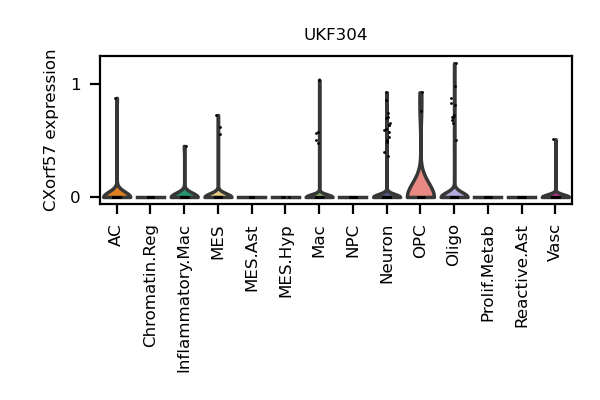 UKF304
CXorf57 expression
1
0
AC
Chromatin.Reg
Inflammatory.Mac
MES
MES.Ast
MES.Hyp
Mac
NPC
Neuron
OPC
Oligo
Prolif.Metab
Reactive.Ast
Vasc